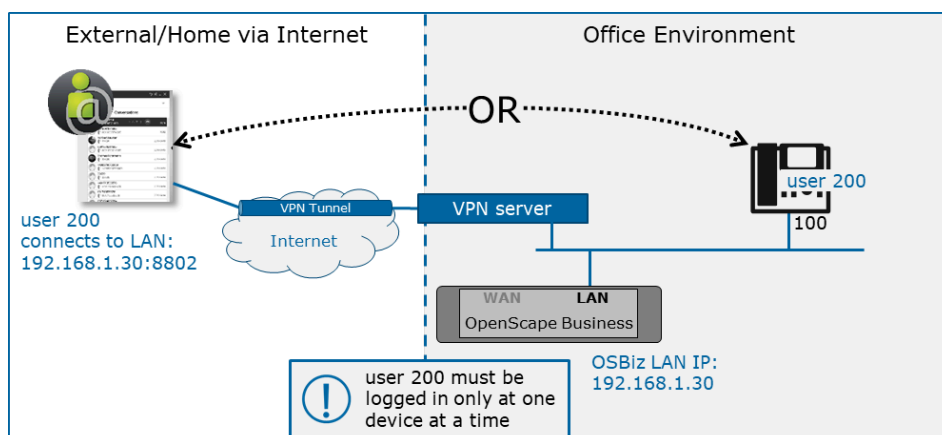 External/Home via Internet
Office Environment
@
OR
user 200
100
VPN Tunnel
Internet
VPN server
user 200
connects to LAN:
192.168.1.30:8802
WAN LAN
OpenScape Business
OSBiz LAN IP:
192.168.1.30
! user 200 must be
logged in only at one
device at a time